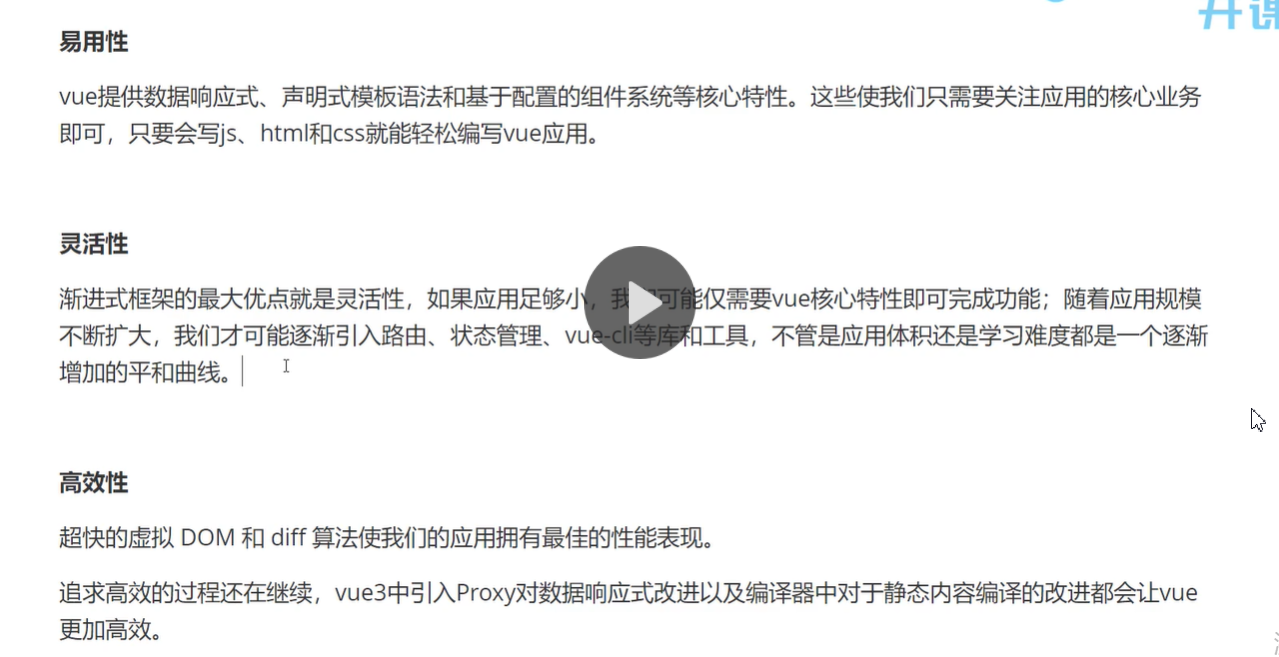 开课
易用性
vue提供数据响应式、声明式模板语法和基于配置的组件系统等核心特性。这些使我们只需要关注应用的核心业务
即可，只要会写js、html和css就能轻松编写vue应用。
灵活性
渐进式框架的最大优点就是灵活性，如果应用足够小，我们可能仅需要vue核心特性即可完成功能；随着应用规模
不断扩大，我们才可能逐渐引入路由、状态管理、vue-cli等库和工具，不管是应用体积还是学习难度都是一个逐渐
增加的平和曲线。
高效性
超快的虚拟 DOM 和 diff 算法使我们的应用拥有最佳的性能表现。
追求高效的过程还在继续，vue3中引入Proxy对数据响应式改进以及编译器中对于静态内容编译的改进都会让vue
更加高效。